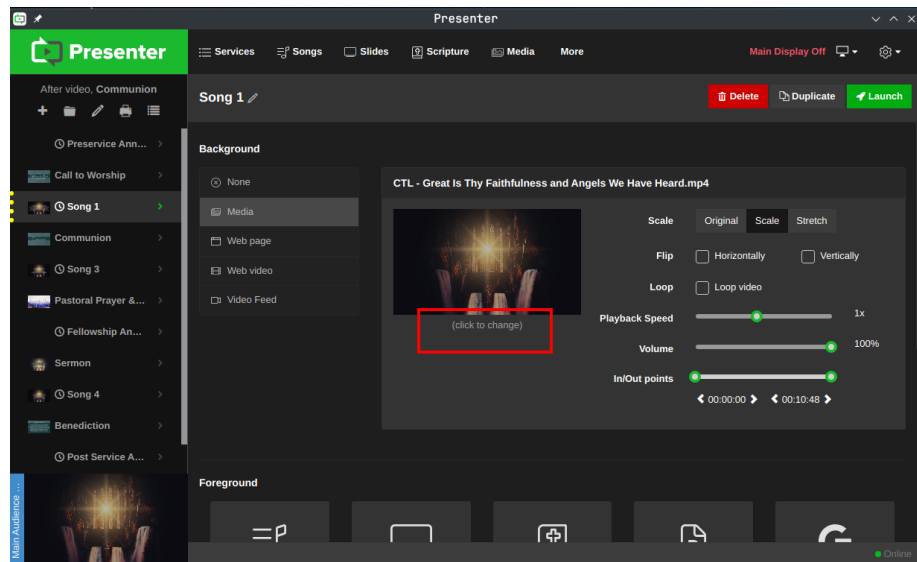 Presenter
Presenter
Services
Songs
Slides
Scripture
Media
More
Main Display Off
After video, Communion
Song 1
Delete
Duplicate
Launch
Preservice Ann...
Call to Worship
Song 1
Communion
Song 3
Pastoral Prayer &...
Fellowship An...
Sermon
Song 4
Benediction
Post Service A...
Main Audience ...
Background
None
Media
Web page
Web video
Video Feed
CTL - Great Is Thy Faithfulness and Angels We Have Heard.mp4
(click to change)
Scale
Original
Scale
Stretch
Flip
Horizontally
Vertically
Loop
Loop video
Playback Speed
1x
Volume
100%
In/Out points
00:00:00
00:10:48
Foreground
Online